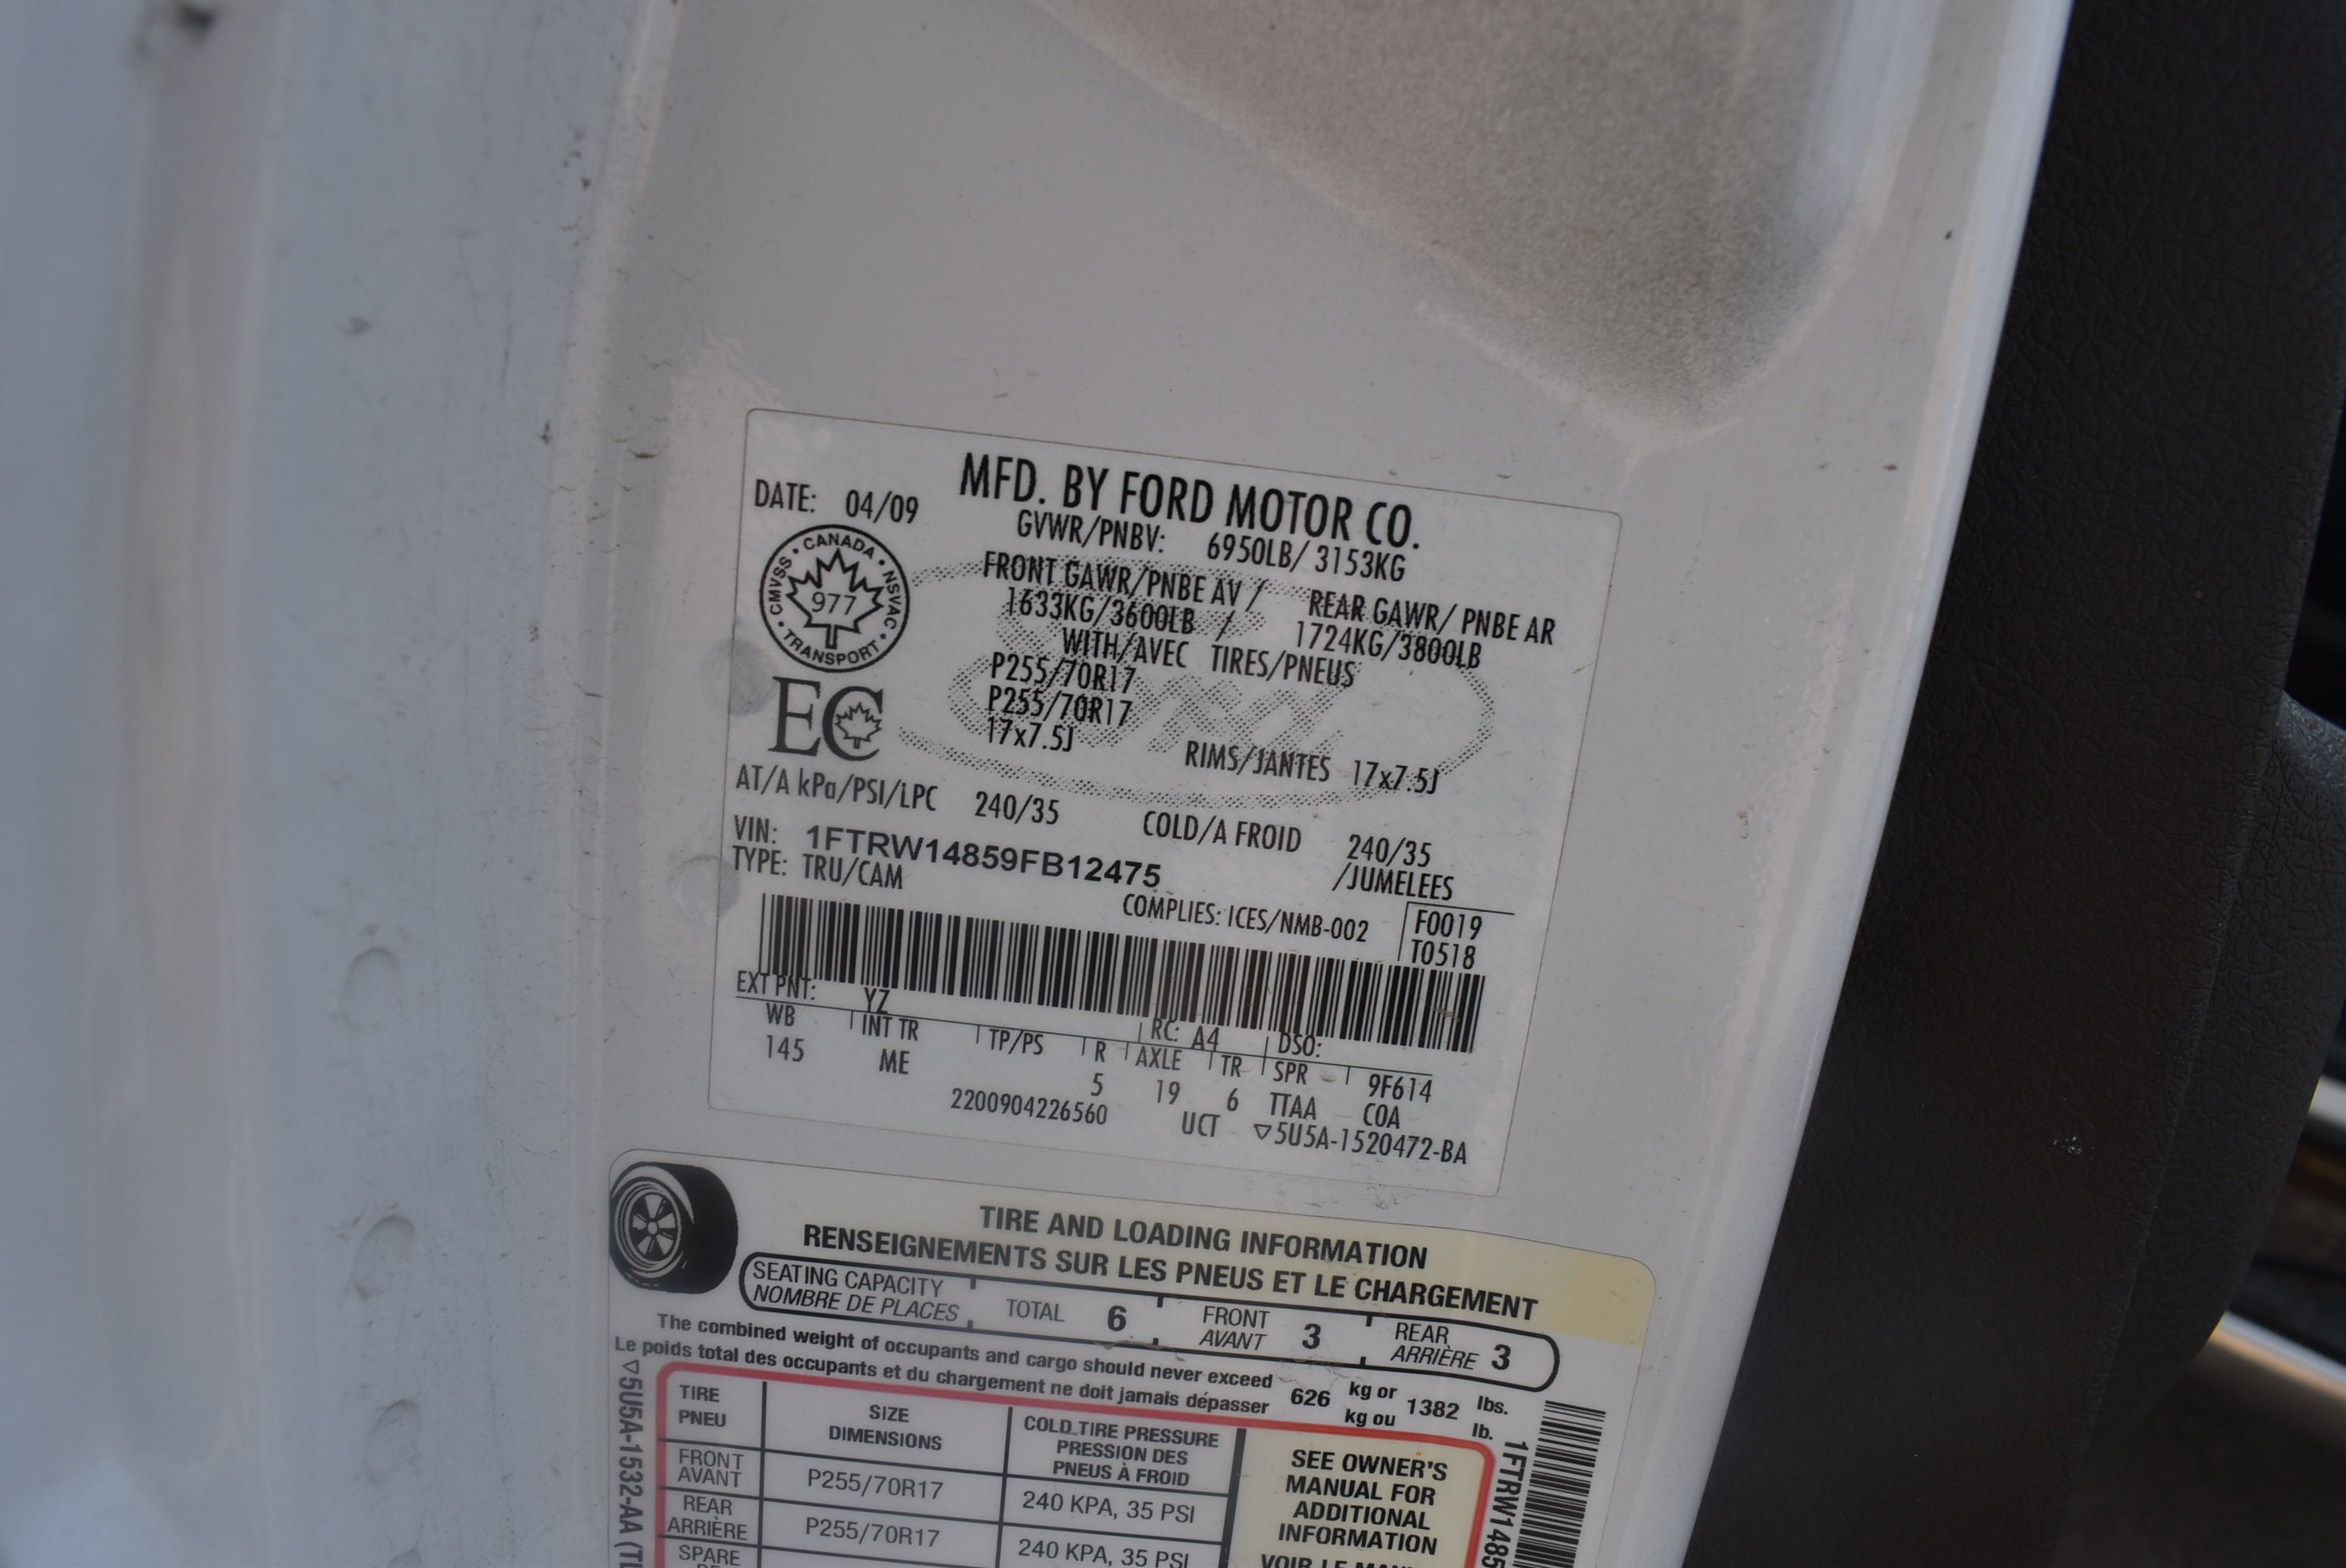 MFD. BY FORD MOTOR CO.
DATE: 04/09
GVWR/PNBV: 6950LB/ 3153KG
FRONT GAWR/PNBE AV / REAR GAWR/ PNBE AR
1633KG/3600LB / 1724KG/3800LB
WITH/AVEC TIRES/PNEUS
P255/70R17
P255/70R17
17x7.5J RIMS/JANTES 17x7.5J
CANADA • NSVAC • TRANSPORT • CMVSS •
977
EC
Ford
AT/A kPa/PSI/LPC 240/35 COLD/A FROID 240/35
VIN: 1FTRW14859FB12475 /JUMELEES
TYPE: TRU/CAM
COMPLIES: ICES/NMB-002
F0019
T0518
EXT PNT: YZ RC: A4 DSO:
WB INT TR TP/PS R AXLE TR SPR 9F614
145 ME 5 19 6 TTAA COA
2200904226560 UCT ▽5U5A-1520472-BA
TIRE AND LOADING INFORMATION
RENSEIGNEMENTS SUR LES PNEUS ET LE CHARGEMENT
SEATING CAPACITY
NOMBRE DE PLACES
TOTAL 6
FRONT
AVANT 3
REAR
ARRIÈRE 3
The combined weight of occupants and cargo should never exceed
Le poids total des occupants et du chargement ne doit jamais dépasser
626 kg or
kg ou 1382 lbs.
lb.
TIRE
PNEU
SIZE
DIMENSIONS
COLD TIRE PRESSURE
PRESSION DES
PNEUS À FROID
FRONT
AVANT
P255/70R17
240 KPA, 35 PSI
REAR
ARRIÈRE
P255/70R17
240 KPA, 35 PSI
SPARE
SEE OWNER'S
MANUAL FOR
ADDITIONAL
INFORMATION
VOIR LE
▽5U5A-1532-AA
1FTRW1485